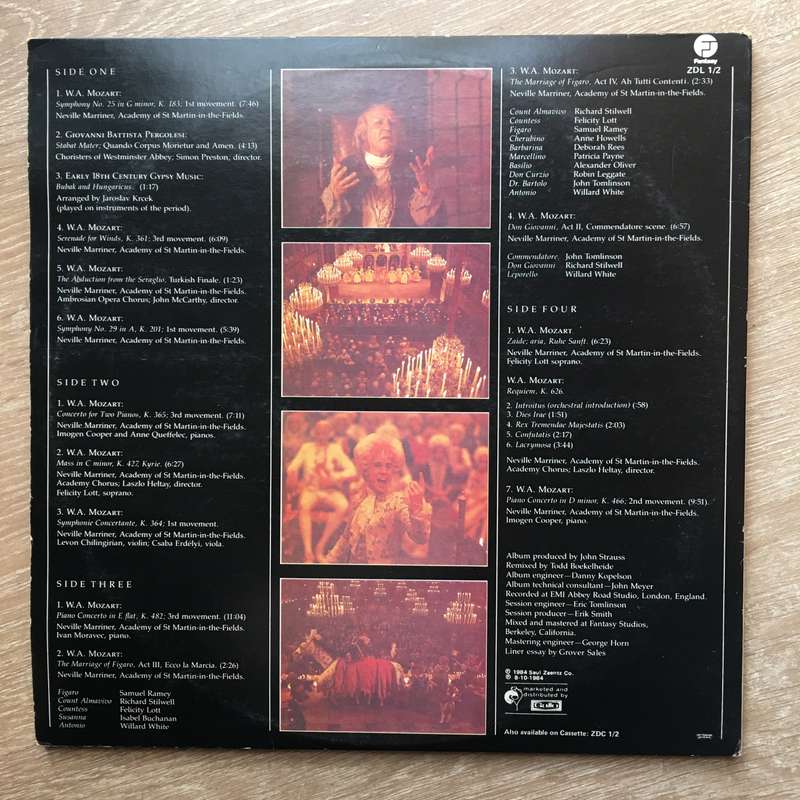 SIDE ONE
1. W.A. MOZART:
Symphony No. 25 in G minor, K. 183; 1st movement. (7:46)
Neville Marriner, Academy of St Martin-in-the-Fields.
2. GIOVANNI BATTISTA PERGOLESI:
Stabat Mater; Quando Corpus Morietur and Amen. (4:13)
Choristers of Westminster Abbey; Simon Preston, director.
3. EARLY 18TH CENTURY GYPSY MUSIC:
Bubak and Hungaricus. (1:17)
Arranged by Jaroslav Krcek
(played on instruments of the period).
4. W.A. MOZART:
Serenade for Winds, K. 361; 3rd movement. (6:09)
Neville Marriner, Academy of St Martin-in-the-Fields.
5. W.A. MOZART:
The Abduction from the Seraglio, Turkish Finale. (1:23)
Neville Marriner, Academy of St Martin-in-the-Fields.
Ambrosian Opera Chorus; John McCarthy, director.
6. W.A. MOZART:
Symphony No. 29 in A, K. 201; 1st movement. (5:39)
Neville Marriner, Academy of St Martin-in-the-Fields.
SIDE TWO
1. W.A. MOZART:
Concerto for Two Pianos, K. 365; 3rd movement. (7:11)
Neville Marriner, Academy of St Martin-in-the-Fields.
Imogen Cooper and Anne Queffelec, pianos.
2. W.A. MOZART:
Mass in C minor, K. 427, Kyrie. (6:27)
Neville Marriner, Academy of St Martin-in-the-Fields.
Academy Chorus; Laszlo Heltay, director.
Felicity Lott, soprano.
3. W.A. MOZART:
Symphonie Concertante, K. 364; 1st movement.
Neville Marriner, Academy of St Martin-in-the-Fields.
Levon Chilingirian, violin; Csaba Erdélyi, viola.
SIDE THREE
1. W.A. MOZART:
Piano Concerto in E flat, K. 482; 3rd movement. (11:04)
Neville Marriner, Academy of St Martin-in-the-Fields.
Ivan Moravec, piano.
2. W.A. MOZART:
The Marriage of Figaro, Act III, Ecco la Marcia. (2:26)
Neville Marriner, Academy of St Martin-in-the-Fields.
Figaro Samuel Ramey
Count Almavivo Richard Stilwell
Countess Felicity Lott
Susanna Isabel Buchanan
Antonio Willard White
Fantasy
ZDL 1/2
3. W.A. MOZART:
The Marriage of Figaro, Act IV, Ah Tutti Contenti. (2:33)
Neville Marriner, Academy of St Martin-in-the-Fields.
Count Almavivo Richard Stilwell
Countess Felicity Lott
Figaro Samuel Ramey
Cherubino Anne Howells
Barbarina Deborah Rees
Marcellino Patricia Payne
Basilio Alexander Oliver
Don Curzio Robin Leggate
Dr. Bartolo John Tomlinson
Antonio Willard White
4. W.A. MOZART:
Don Giovanni, Act II, Commendatore scene. (6:57)
Neville Marriner, Academy of St Martin-in-the-Fields.
Commendatore, John Tomlinson
Don Giovanni Richard Stilwell
Leporello Willard White
SIDE FOUR
1. W.A. MOZART
Zaide; aria, Ruhe Sanft. (6:23)
Neville Marriner, Academy of St Martin-in-the-Fields.
Felicity Lott soprano.
W.A. MOZART:
Requiem, K. 626.
2. Introitus (orchestral introduction) (:58)
3. Dies Irae (1:51)
4. Rex Tremendae Majestatis (2:03)
5. Confutatis (2:17)
6. Lacrymosa (3:44)
Neville Marriner, Academy of St Martin-in-the-Fields.
Academy Chorus; Laszlo Heltay, director.
7. W.A. MOZART:
Piano Concerto in D minor, K. 466; 2nd movement. (9:51).
Neville Marriner, Academy of St Martin-in-the-Fields.
Imogen Cooper, piano.
Album produced by John Strauss
Remixed by Todd Boekelheide
Album engineer—Danny Kopelson
Album technical consultant—John Meyer
Recorded at EMI Abbey Road Studio, London, England.
Session engineer—Eric Tomlinson
Session producer—Erik Smith
Mixed and mastered at Fantasy Studios,
Berkeley, California.
Mastering engineer—George Horn
Liner essay by Grover Sales
℗ 1984 Saul Zaentz Co.
© 8-10-1984
marketed and
distributed by
Gallo
Also available on Cassette: ZDC 1/2